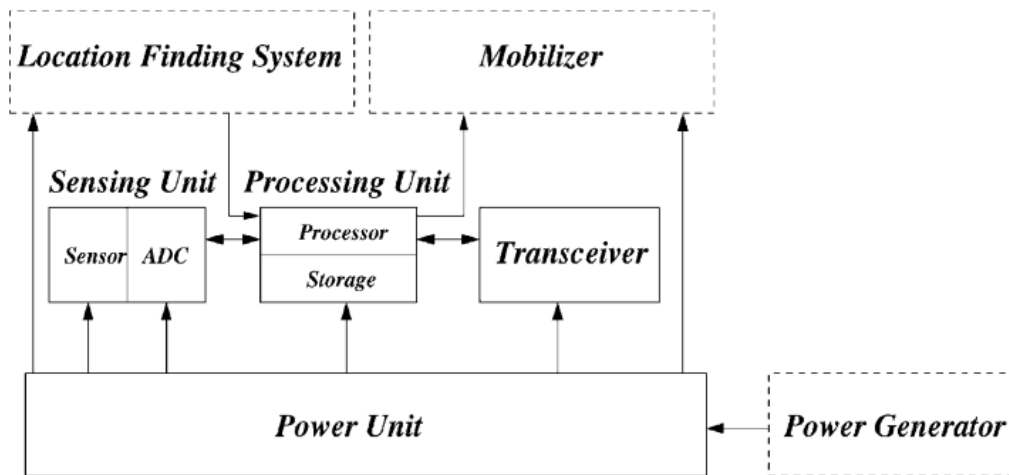 Location Finding System
Mobilizer
Sensing Unit
Processing Unit
Sensor
ADC
Processor
Storage
Transceiver
Power Unit
Power Generator